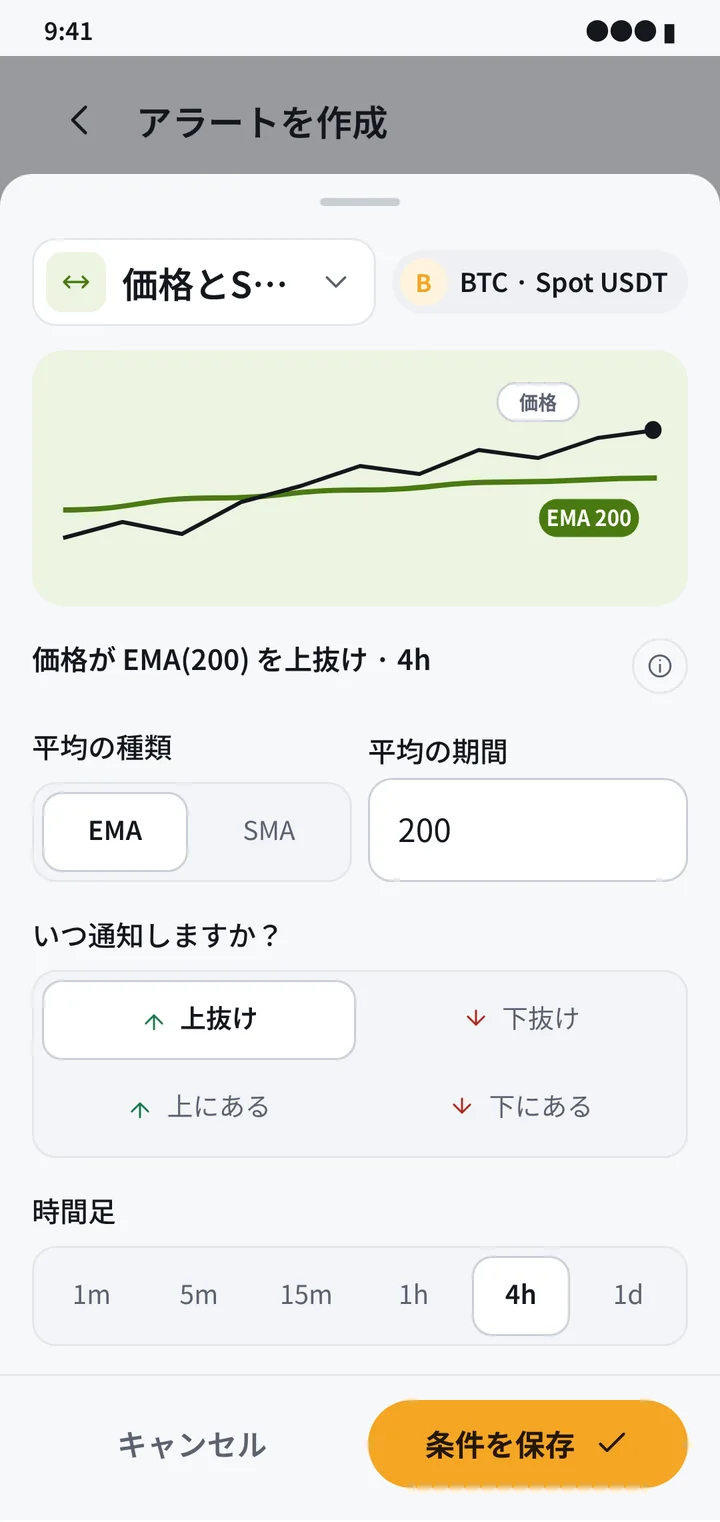 9:41
アラートを作成
価格とS…
B
BTC · Spot USDT
価格
EMA 200
価格が EMA(200) を上抜け · 4h
平均の種類
平均の期間
EMA
SMA
200
いつ通知しますか？
上抜け
下抜け
上にある
下にある
時間足
1m
5m
15m
1h
4h
1d
キャンセル
条件を保存